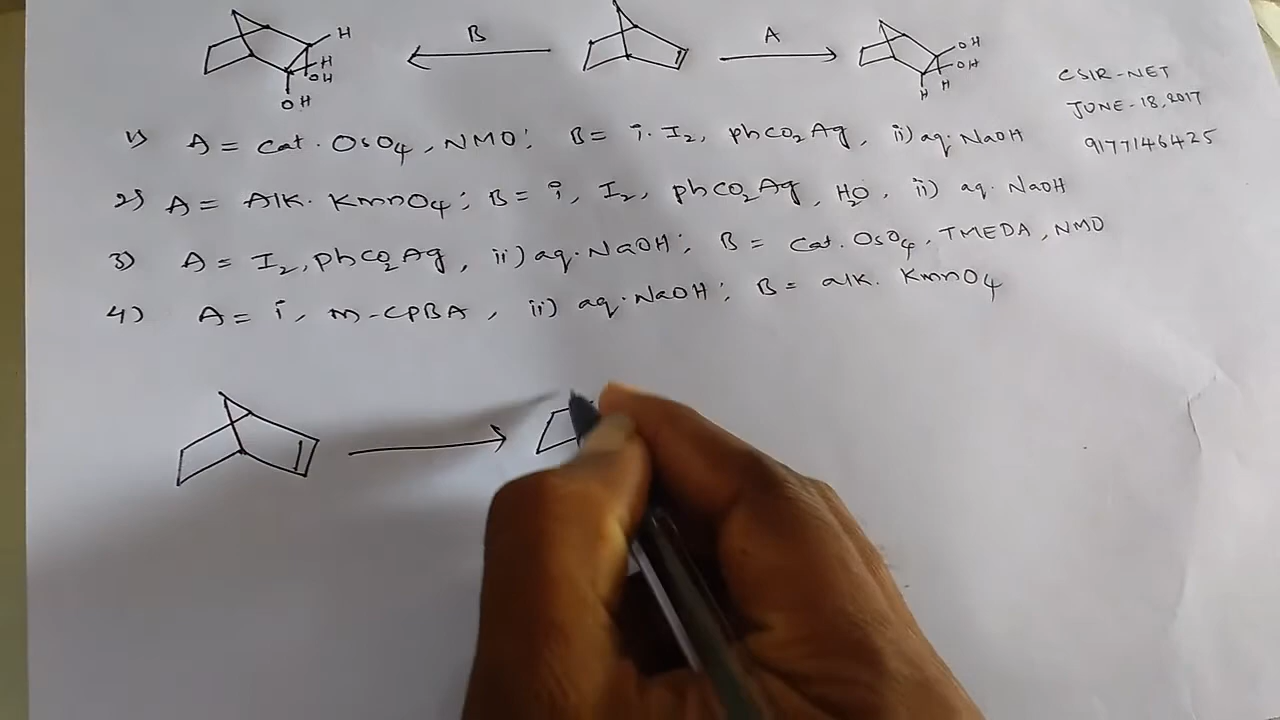 B
A
H
H
OH
OH
OH
OH
H
H
CSIR-NET
JUNE-18,2017
9177146425
1) A = cat. OsO4, NMO; B = i. I2, phCO2Ag, ii) aq. NaOH
2) A = Alk. KmnO4; B = i, I2, phCO2Ag, H2O, ii) aq. NaOH
3) A = I2, phCO2Ag, ii) aq. NaOH; B = cat. OsO4, TMEDA, NMO
4) A = i, m-CPBA, ii) aq. NaOH; B = alk. KmnO4